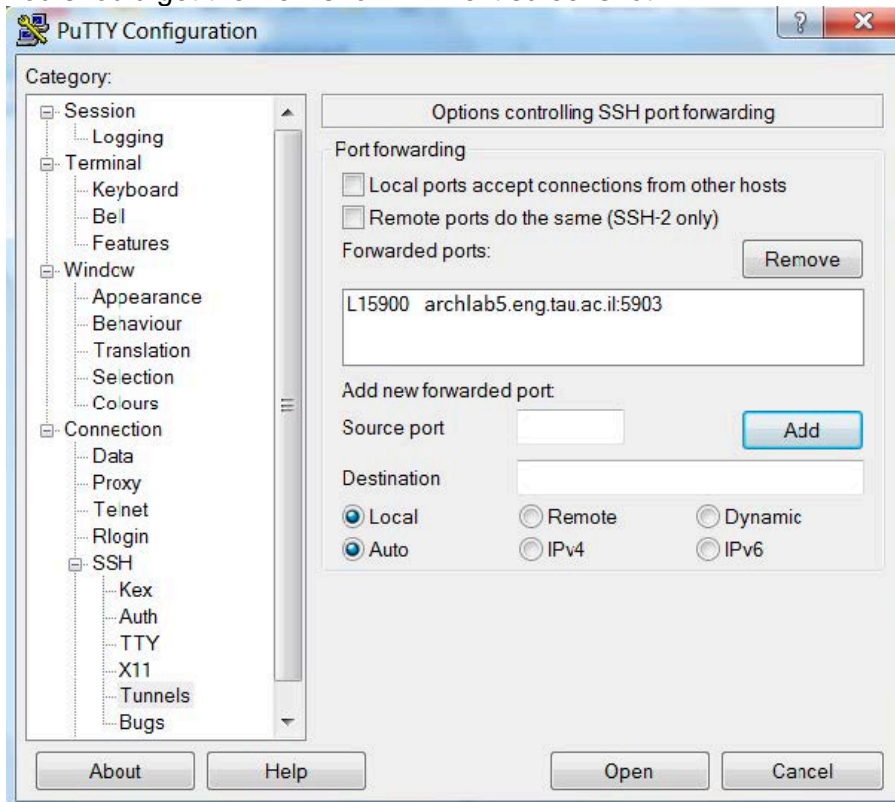 PuTTY Configuration
Category:
Session
Logging
Terminal
Keyboard
Bell
Features
Window
Appearance
Behaviour
Translation
Selection
Colours
Connection
Data
Proxy
Telnet
Rlogin
SSH
Kex
Auth
TTY
X11
Tunnels
Bugs
Options controlling SSH port forwarding
Port forwarding
Local ports accept connections from other hosts
Remote ports do the same (SSH-2 only)
Forwarded ports:
Remove
L15900 archlab5.eng.tau.ac.il:5903
Add new forwarded port:
Source port
Add
Destination
Local Remote Dynamic
Auto IPv4 IPv6
About Help Open Cancel